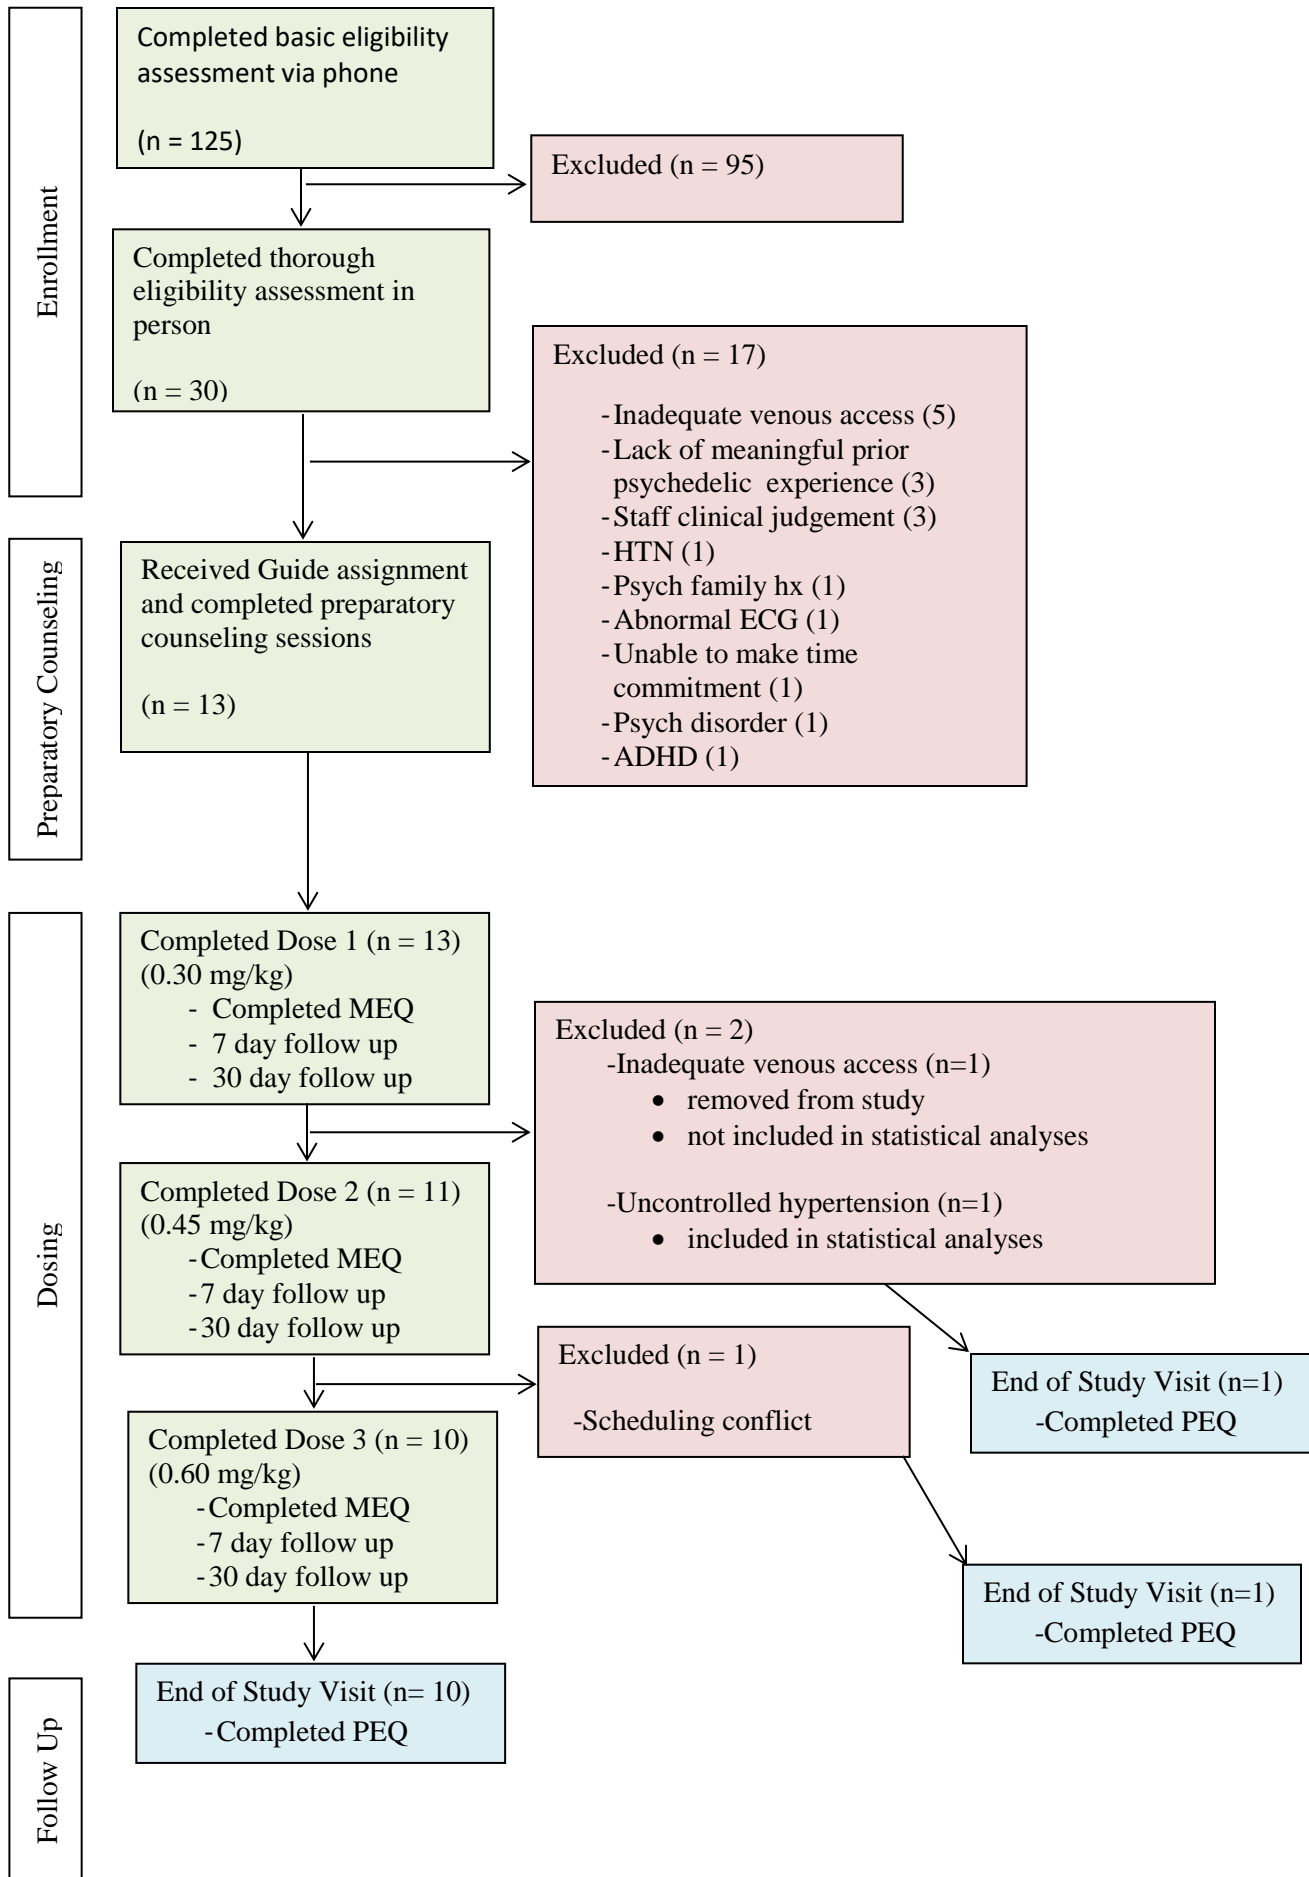 Enrollment
Completed basic eligibility
assessment via phone
(n = 125)
Excluded (n = 95)
Completed thorough
eligibility assessment in
person
(n = 30)
Excluded (n = 17)
-Inadequate venous access (5)
-Lack of meaningful prior
psychedelic experience (3)
-Staff clinical judgement (3)
-HTN (1)
-Psych family hx (1)
-Abnormal ECG (1)
-Unable to make time
commitment (1)
-Psych disorder (1)
-ADHD (1)
Preparatory Counseling
Received Guide assignment
and completed preparatory
counseling sessions
(n = 13)
Dosing
Completed Dose 1 (n = 13)
(0.30 mg/kg)
- Completed MEQ
- 7 day follow up
- 30 day follow up
Excluded (n = 2)
-Inadequate venous access (n=1)
• removed from study
• not included in statistical analyses
-Uncontrolled hypertension (n=1)
• included in statistical analyses
Completed Dose 2 (n = 11)
(0.45 mg/kg)
-Completed MEQ
-7 day follow up
-30 day follow up
Excluded (n = 1)
-Scheduling conflict
End of Study Visit (n=1)
-Completed PEQ
Completed Dose 3 (n = 10)
(0.60 mg/kg)
-Completed MEQ
-7 day follow up
-30 day follow up
End of Study Visit (n=1)
-Completed PEQ
Follow Up
End of Study Visit (n= 10)
-Completed PEQ